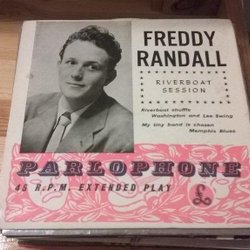 FREDDY
RANDALL
RIVERBOAT
SESSION
Riverboat shuffle
Washington and Lee Swing
My tiny band is chosen
Memphis Blues
PARLOPHONE
45 R.P.M. EXTENDED PLAY
£